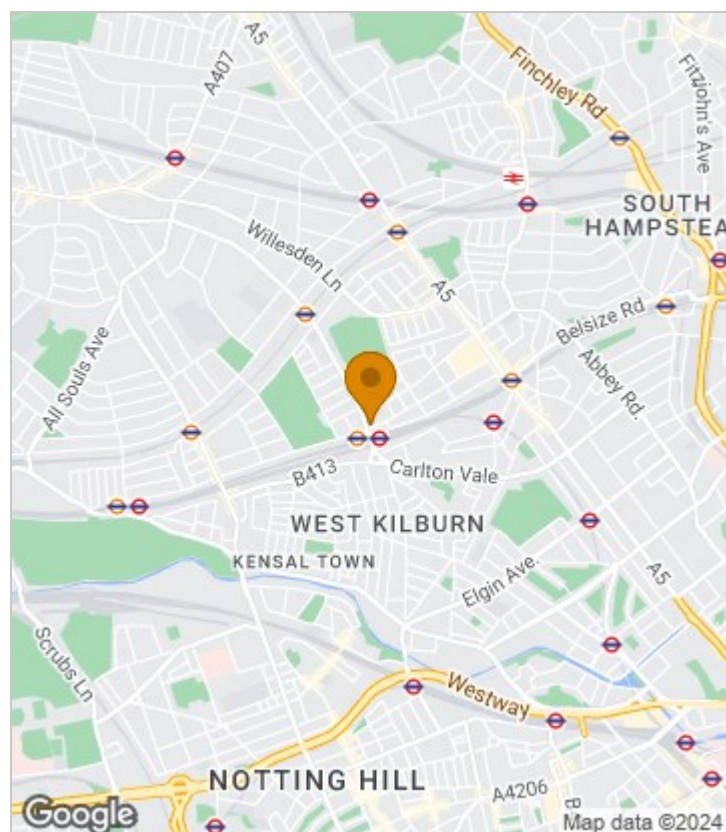 A5
A407
Finchley Rd
Fitzjohn's Ave
SOUTH
HAMPSTEA
Willesden Ln
A5
Belsize Rd
All Souls Ave
Abbey Rd.
B413
Carlton Vale
WEST KILBURN
KENSAL TOWN
Elgin Ave.
A5
Scrubs Ln
Westway
NOTTING HILL
A4206
B
Google
Map data ©2024